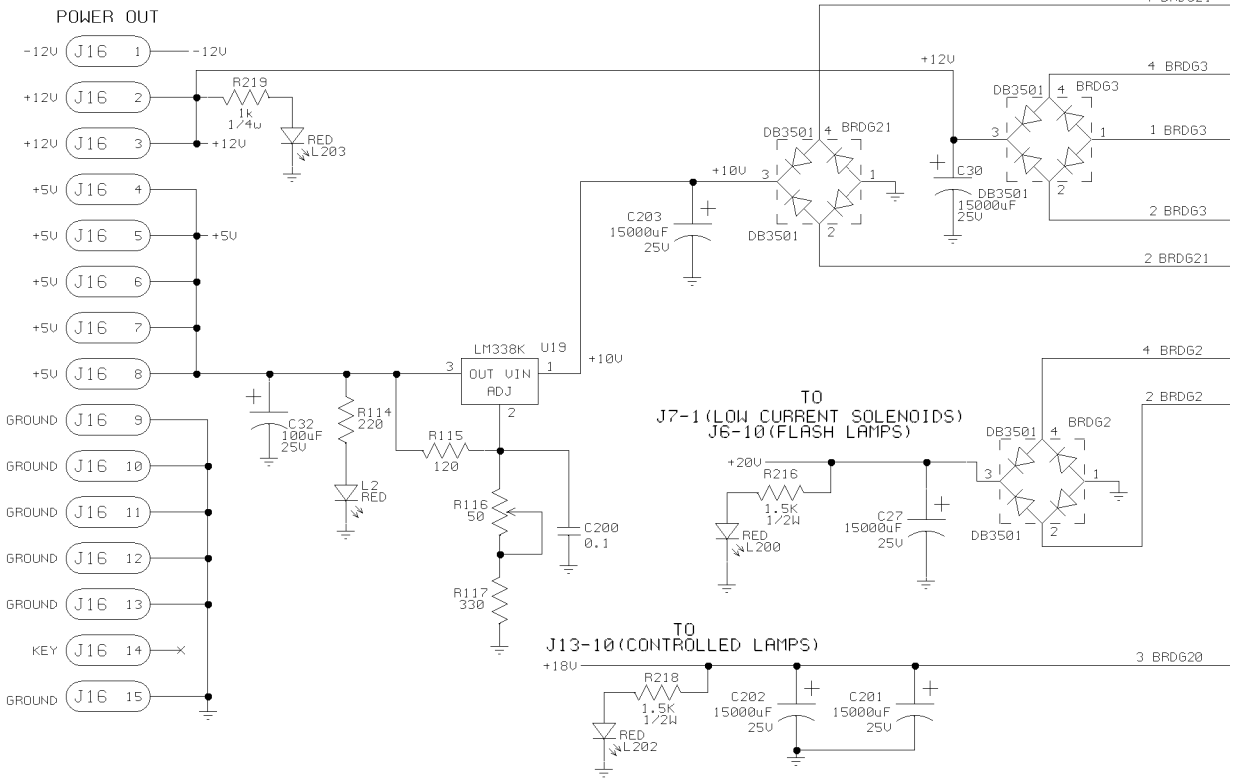 POWER OUT
-12V J16 1 -12V
+12V J16 2
+12V J16 3 +12V
+5V J16 4
+5V J16 5 +5V
+5V J16 6
+5V J16 7
+5V J16 8
GROUND J16 9
GROUND J16 10
GROUND J16 11
GROUND J16 12
GROUND J16 13
KEY J16 14
GROUND J16 15
R219
1k
1/4w
RED
L203
+12V
4 BRDG3
DB3501 4 BRDG3
3 1
1 BRDG3
+
C30
DB3501
2
15000uF
25V
2 BRDG3
DB3501 4 BRDG21
+10V 3 1
+
C203
15000uF
25V
DB3501
2
2 BRDG21
LM338K U19
3 OUT VIN 1
ADJ
2
+10V
+
C32
100uF
25V
R114
220
L2
RED
R115
120
R116
50
C200
0.1
R117
330
TO
J7-1(LOW CURRENT SOLENOIDS)
J6-10(FLASH LAMPS)
+20V
R216
1.5K
1/2W
RED
L200
+
C27
15000uF
25V
4 BRDG2
2 BRDG2
DB3501 4 BRDG2
3 1
DB3501
2
TO
J13-10(CONTROLLED LAMPS)
+18V
3 BRDG20
R218
1.5K
1/2W
RED
L202
+
C202
15000uF
25V
+
C201
15000uF
25V